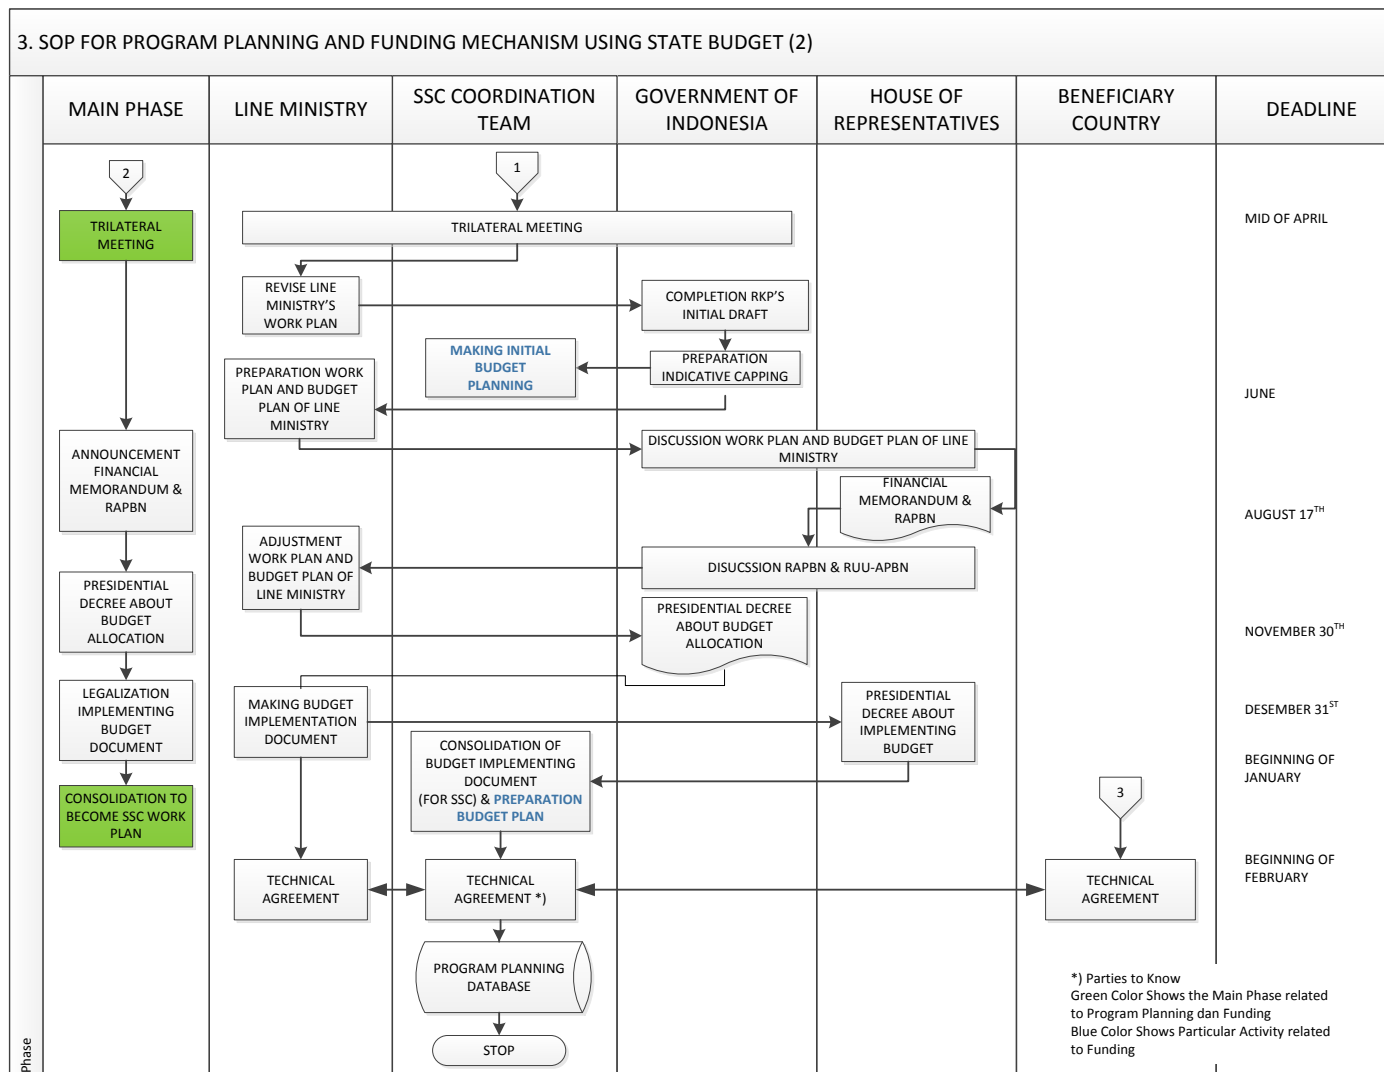 3. SOP FOR PROGRAM PLANNING AND FUNDING MECHANISM USING STATE BUDGET (2)
MAIN PHASE
LINE MINISTRY
SSC COORDINATION
TEAM
GOVERNMENT OF
INDONESIA
HOUSE OF
REPRESENTATIVES
BENEFICIARY
COUNTRY
DEADLINE
2
1
TRILATERAL
MEETING
TRILATERAL MEETING
MID OF APRIL
REVISE LINE
MINISTRY'S
WORK PLAN
COMPLETION RKP'S
INITIAL DRAFT
MAKING INITIAL
BUDGET
PLANNING
PREPARATION
INDICATIVE CAPPING
PREPARATION WORK
PLAN AND BUDGET
PLAN OF LINE
MINISTRY
JUNE
ANNOUNCEMENT
FINANCIAL
MEMORANDUM &
RAPBN
DISCUSSION WORK PLAN AND BUDGET PLAN OF LINE
MINISTRY
FINANCIAL
MEMORANDUM &
RAPBN
AUGUST 17TH
ADJUSTMENT
WORK PLAN AND
BUDGET PLAN OF
LINE MINISTRY
DISUCSSION RAPBN & RUU-APBN
PRESIDENTIAL
DECREE ABOUT
BUDGET
ALLOCATION
PRESIDENTIAL DECREE
ABOUT BUDGET
ALLOCATION
NOVEMBER 30TH
LEGALIZATION
IMPLEMENTING
BUDGET
DOCUMENT
MAKING BUDGET
IMPLEMENTATION
DOCUMENT
PRESIDENTIAL
DECREE ABOUT
IMPLEMENTING
BUDGET
DESEMBER 31ST
CONSOLIDATION OF
BUDGET IMPLEMENTING
DOCUMENT
(FOR SSC) & PREPARATION
BUDGET PLAN
BEGINNING OF
JANUARY
CONSOLIDATION TO
BECOME SSC WORK
PLAN
3
TECHNICAL
AGREEMENT
TECHNICAL
AGREEMENT *)
TECHNICAL
AGREEMENT
BEGINNING OF
FEBRUARY
PROGRAM PLANNING
DATABASE
STOP
*) Parties to Know
Green Color Shows the Main Phase related
to Program Planning dan Funding
Blue Color Shows Particular Activity related
to Funding
Phase